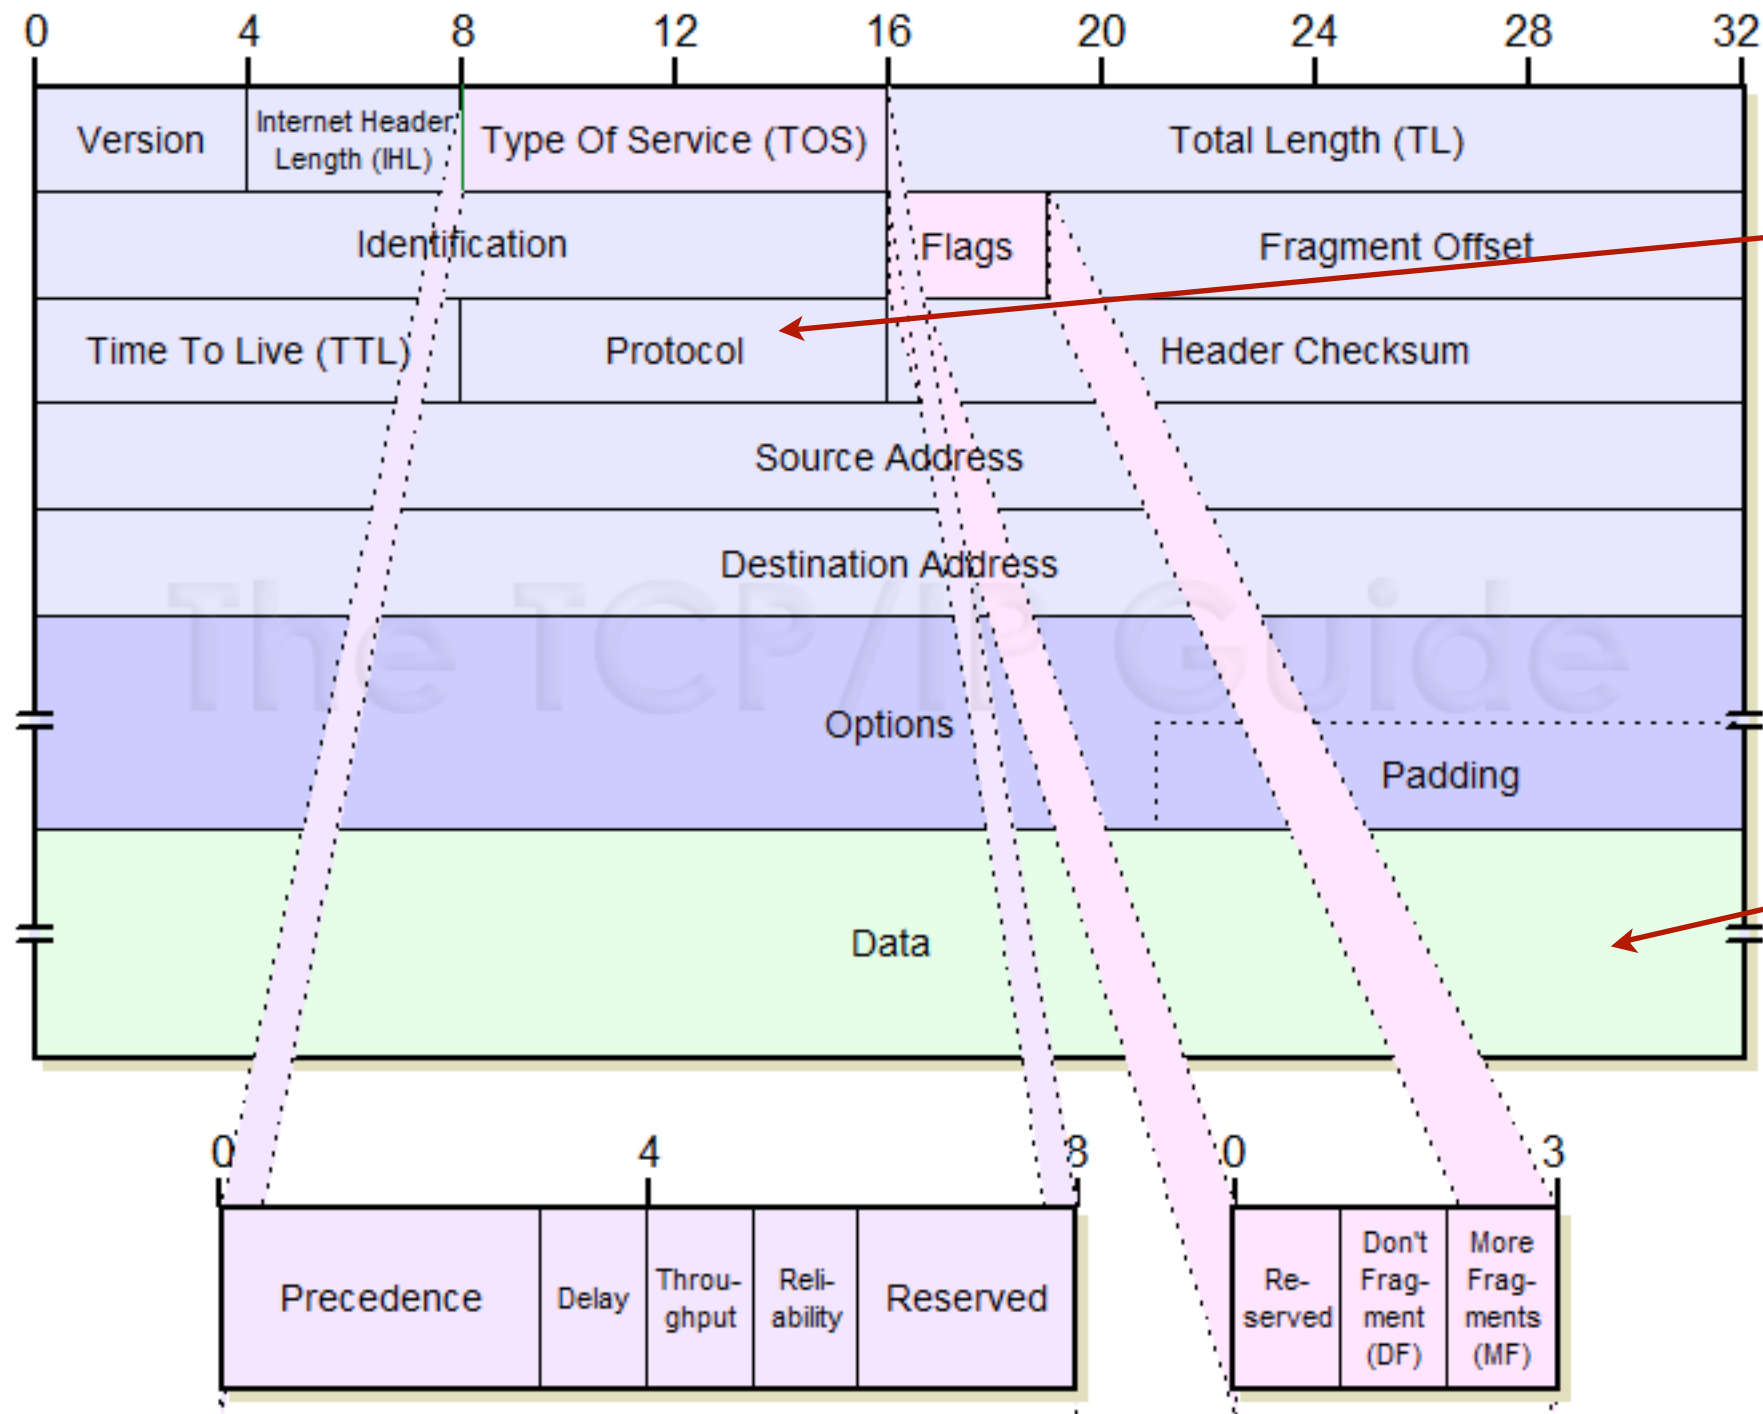 0 4 8 12 16 20 24 28 32
Version
Internet Header
Length (IHL)
Type Of Service (TOS)
Total Length (TL)
Identification
Flags
Fragment Offset
Time To Live (TTL)
Protocol
Header Checksum
Source Address
Destination Address
The TCP/IP Guide
Options
Padding
Data
0 4 8
0 3
Precedence
Delay
Throu-
ghput
Reli-
ability
Reserved
Re-
served
Don't
Frag-
ment
(DF)
More
Frag-
ments
(MF)